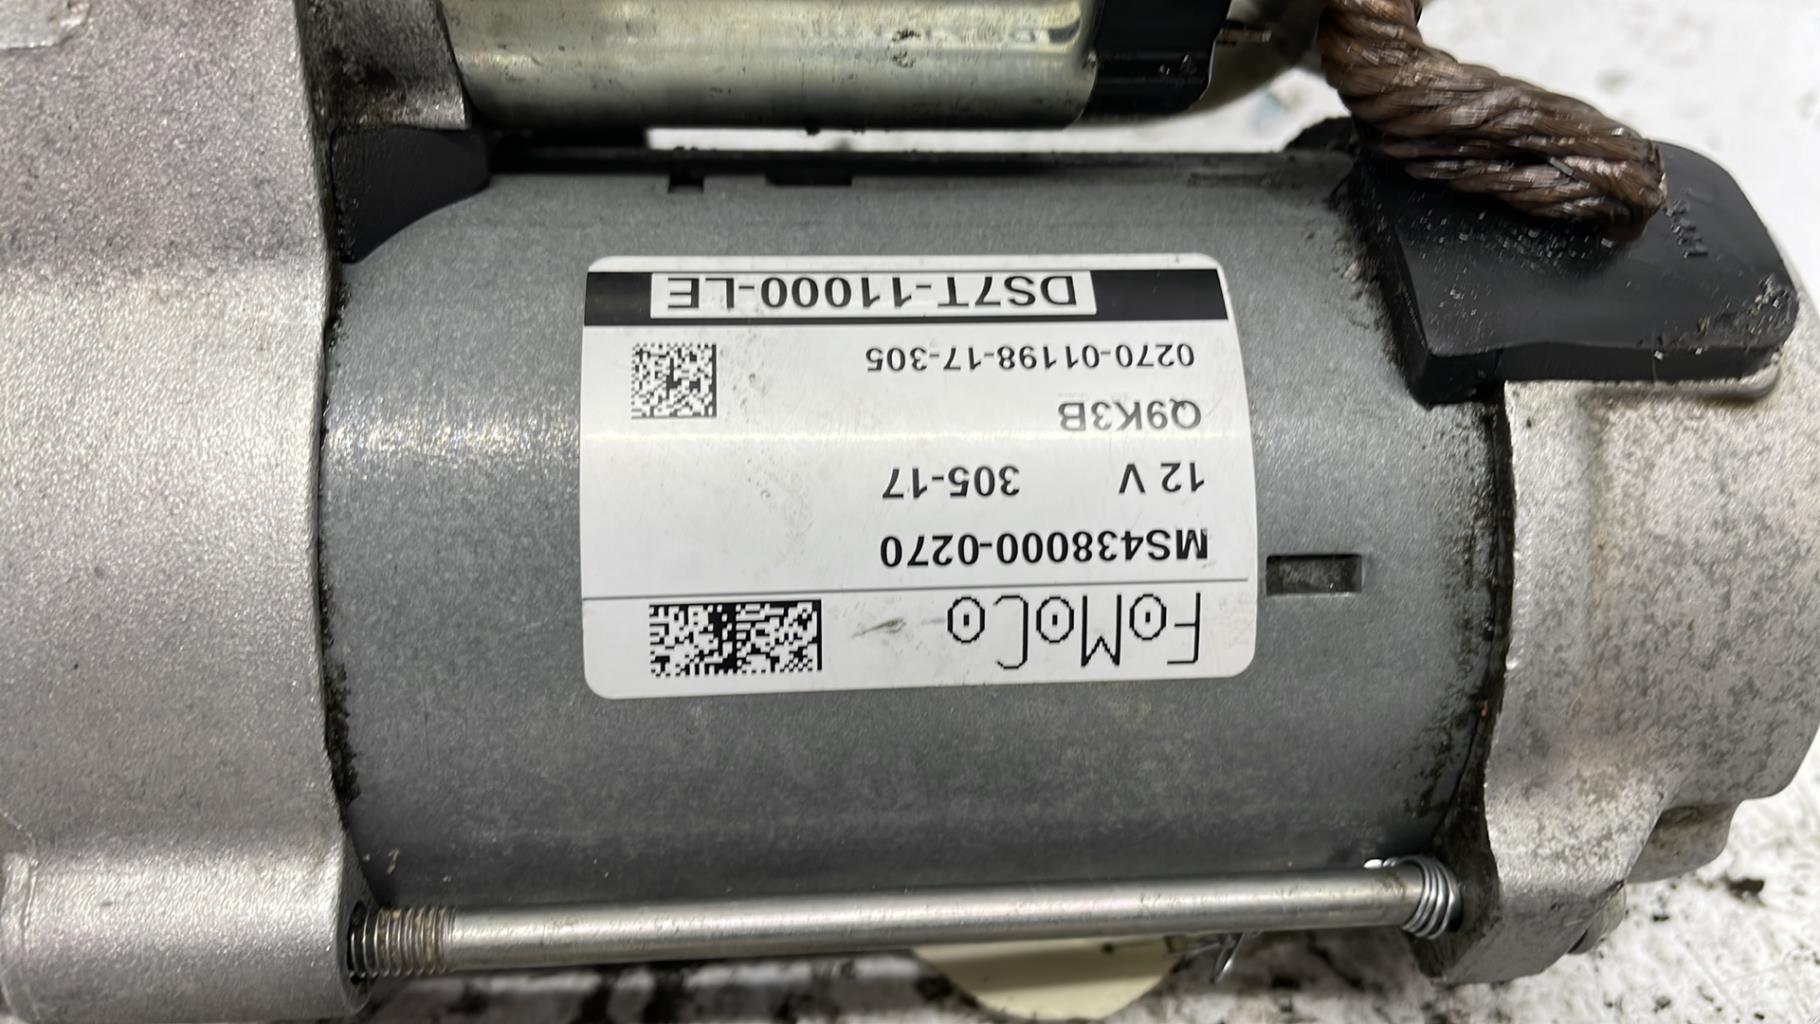 FoMoCo
MS438000-0270
12 V 305-17
Q9K3B
0270-01198-17-305
DS7T-11000-LE